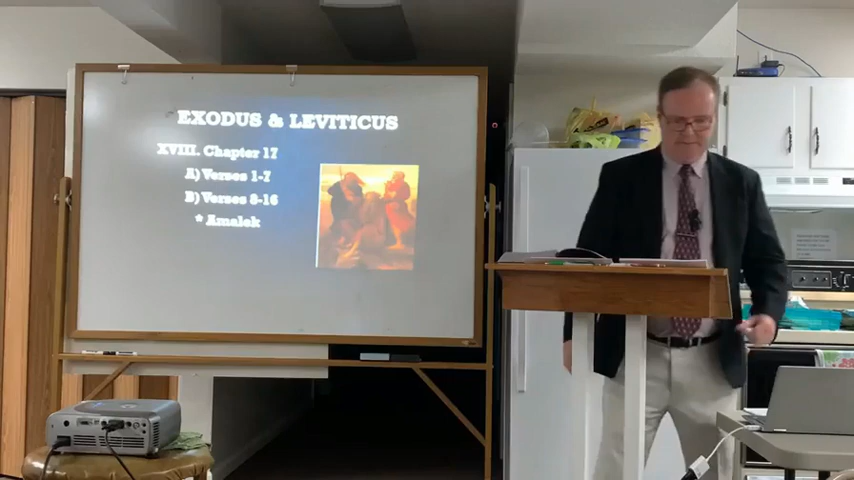 EXODUS & LEVITICUS
XVIII. Chapter 17
A) Verses 1-7
B) Verses 8-16
* Amalek